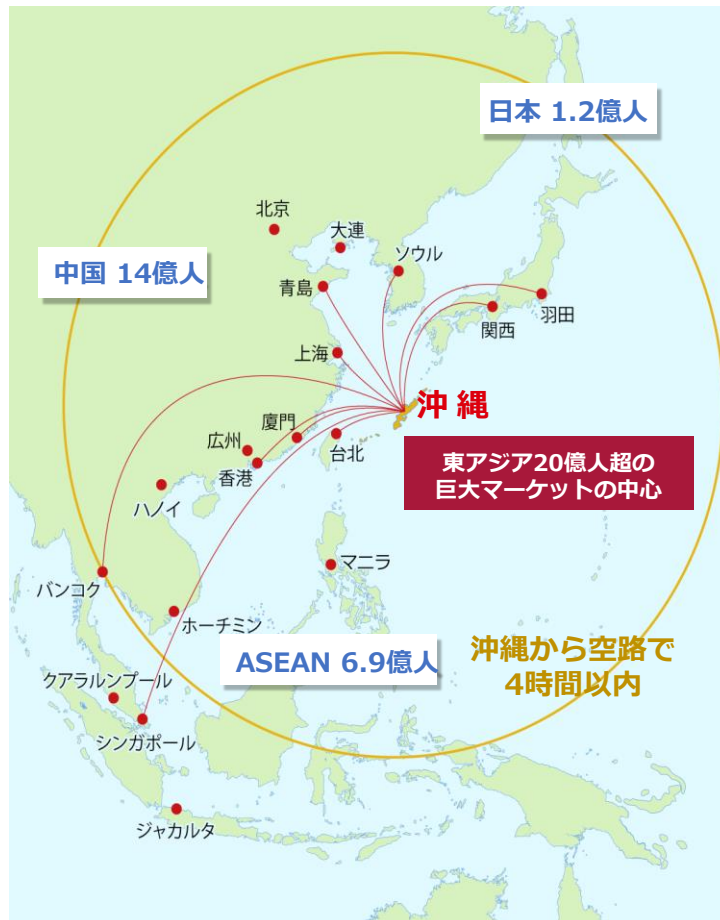 日本 1.2億人
北京
大連
ソウル
中国 14億人
青島
羽田
関西
上海
沖 縄
廈門
広州
台北
香港
東アジア20億人超の
巨大マーケットの中心
ハノイ
マニラ
バンコク
ホーチミン
沖縄から空路で
4時間以内
ASEAN 6.9億人
クアラルンプール
シンガポール
ジャカルタ